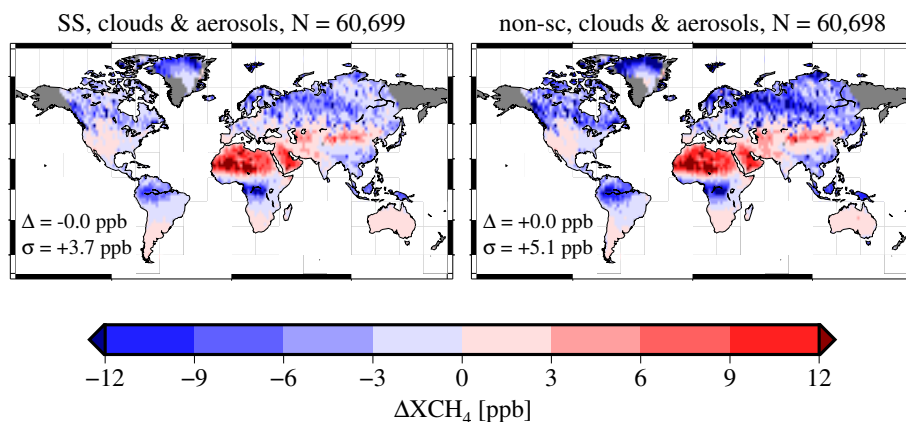 SS, clouds & aerosols, N = 60,699
non-sc, clouds & aerosols, N = 60,698
Δ = -0.0 ppb
σ = +3.7 ppb
Δ = +0.0 ppb
σ = +5.1 ppb
−12 −9 −6 −3 0 3 6 9 12
ΔXCH₄ [ppb]